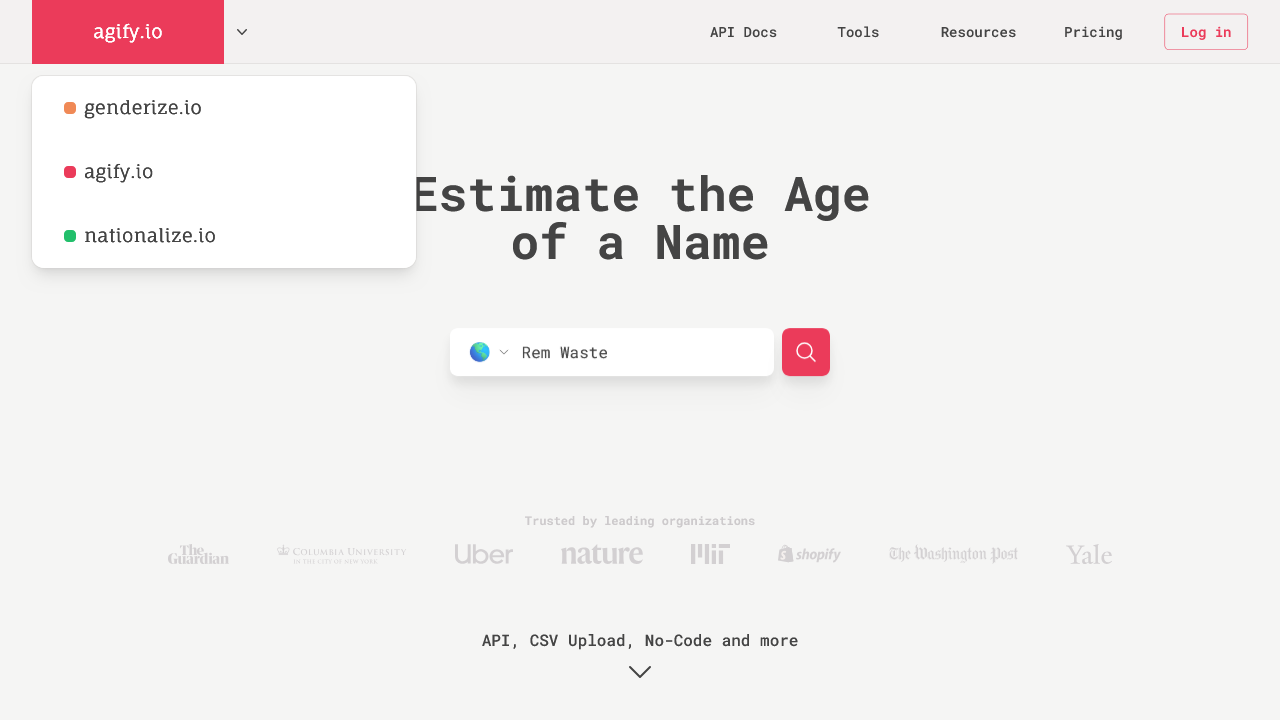 agify.io
API Docs
Tools
Resources
Pricing
Log in
genderize.io
agify.io
nationalize.io
Estimate the Age
of a Name
Rem Waste
Trusted by leading organizations
The Guardian
COLUMBIA UNIVERSITY
IN THE CITY OF NEW YORK
Uber
nature
MIT
shopify
The Washington Post
Yale
API, CSV Upload, No-Code and more